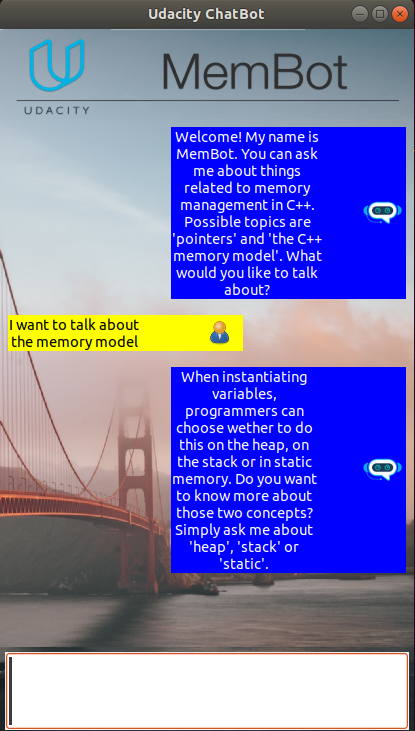 Udacity ChatBot
MemBot
UDACITY
Welcome! My name is
MemBot. You can ask
me about things
related to memory
management in C++.
Possible topics are
'pointers' and 'the C++
memory model'. What
would you like to talk
about?
I want to talk about
the memory model
When instantiating
variables,
programmers can
choose wether to do
this on the heap, on
the stack or in static
memory. Do you want
to know more about
those two concepts?
Simply ask me about
'heap', 'stack' or
'static'.